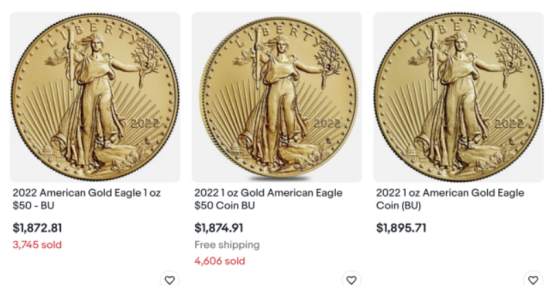 LIBERTY
2022
LIBERTY
2022
LIBERTY
2022
2022 American Gold Eagle 1 oz
$50 - BU
$1,872.81
3,745 sold
2022 1 oz Gold American Eagle
$50 Coin BU
$1,874.91
Free shipping
4,606 sold
2022 1 oz American Gold Eagle
Coin (BU)
$1,895.71